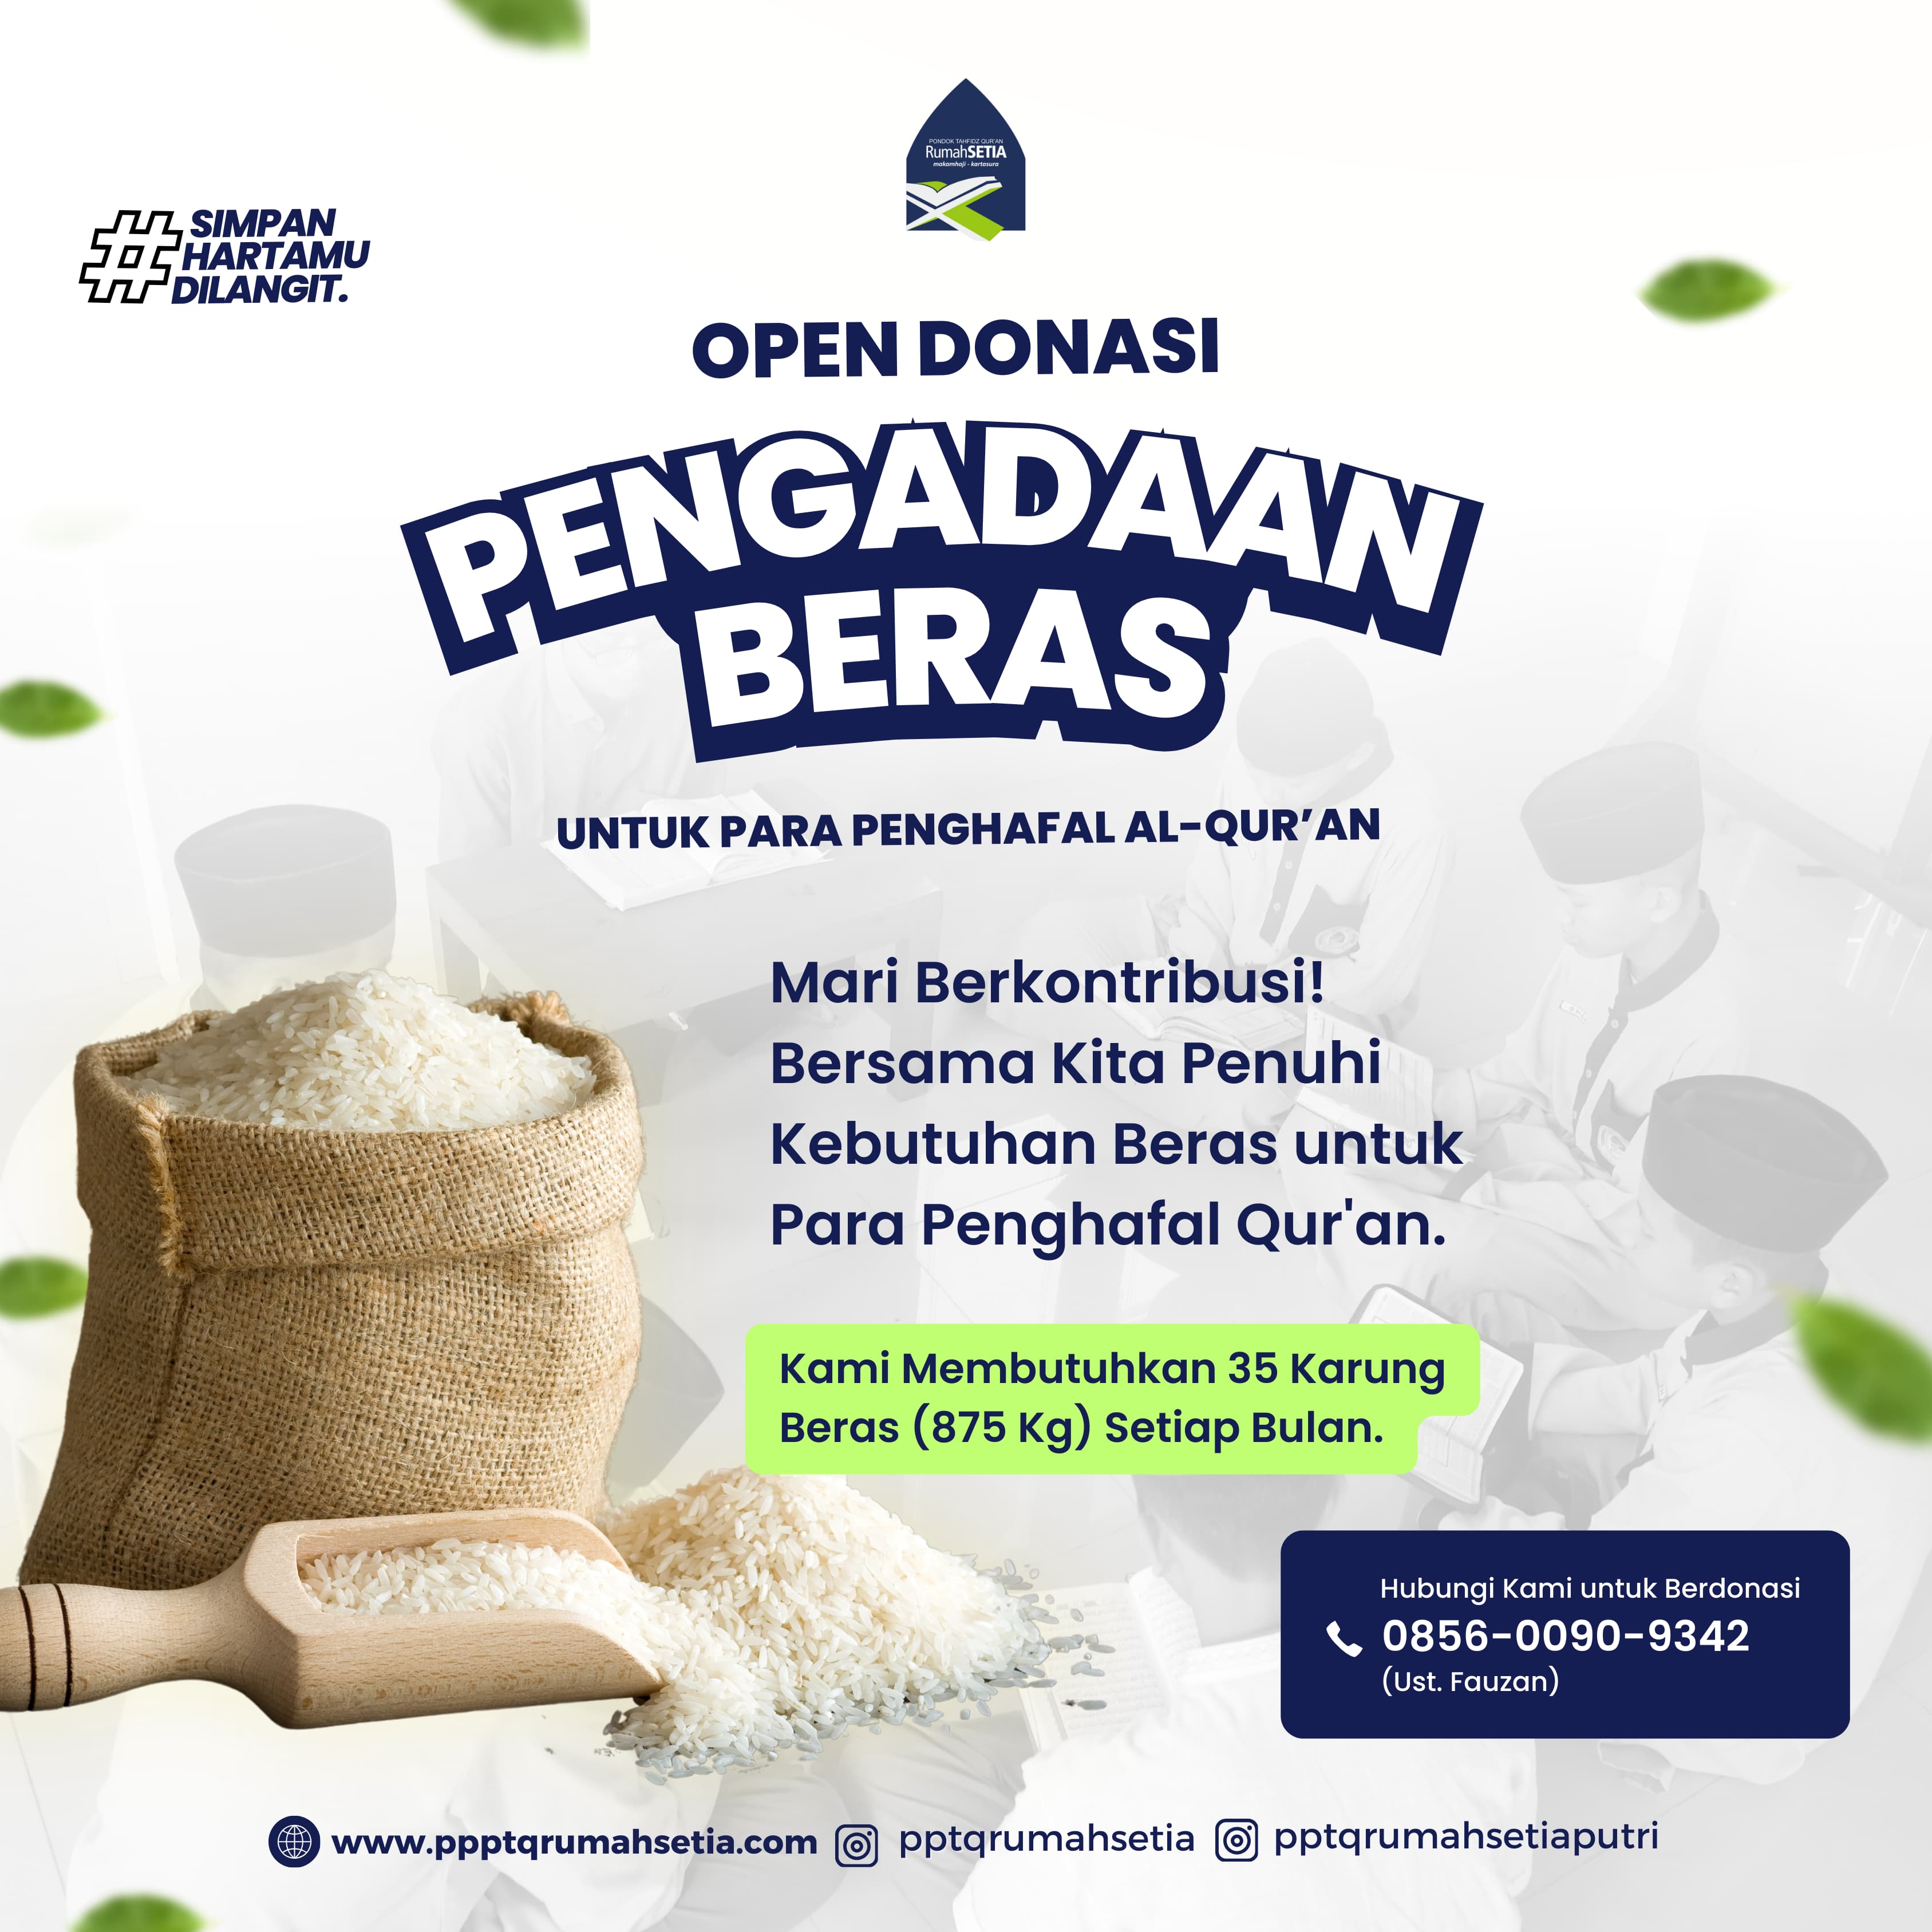 PONDOK TAHFIDZ QUR'AN
RumahSETIA
makamhaji - kartasura
#SIMPAN
HARTAMU
DILANGIT.
OPEN DONASI
PENGADAAN
BERAS
UNTUK PARA PENGHAFAL AL-QUR’AN
Mari Berkontribusi!
Bersama Kita Penuhi
Kebutuhan Beras untuk
Para Penghafal Qur'an.
Kami Membutuhkan 35 Karung
Beras (875 Kg) Setiap Bulan.
Hubungi Kami untuk Berdonasi
0856-0090-9342
(Ust. Fauzan)
www.ppptqrumahsetia.com pptqrumahsetia pptqrumahsetiaputri